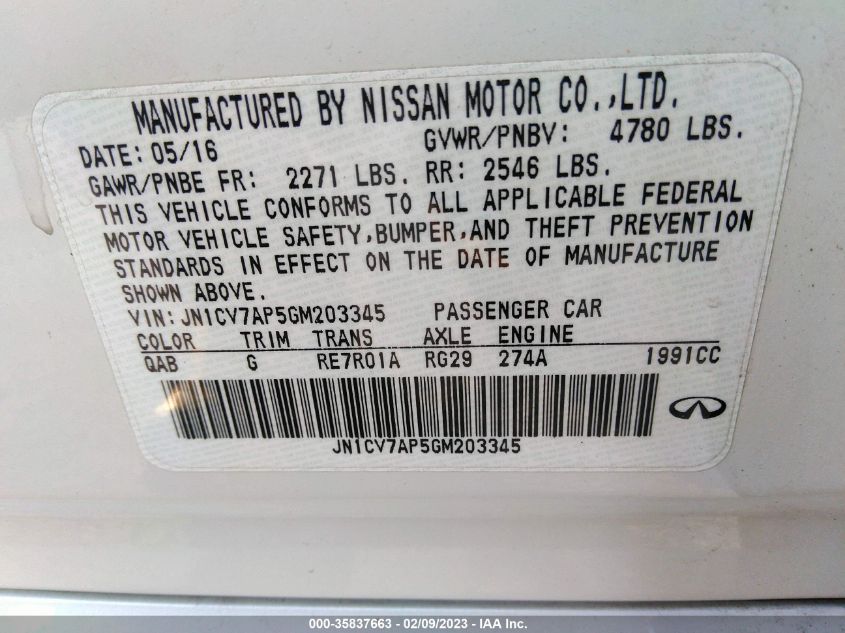 MANUFACTURED BY NISSAN MOTOR CO.,LTD.
DATE: 05/16 GVWR/PNBV: 4780 LBS.
GAWR/PNBE FR: 2271 LBS. RR: 2546 LBS.
THIS VEHICLE CONFORMS TO ALL APPLICABLE FEDERAL
MOTOR VEHICLE SAFETY,BUMPER,AND THEFT PREVENTION
STANDARDS IN EFFECT ON THE DATE OF MANUFACTURE
SHOWN ABOVE.
VIN: JN1CV7AP5GM203345 PASSENGER CAR
COLOR TRIM TRANS AXLE ENGINE
QAB G RE7R01A RG29 274A 1991CC
JN1CV7AP5GM203345
000-35837663 - 02/09/2023 - IAA Inc.